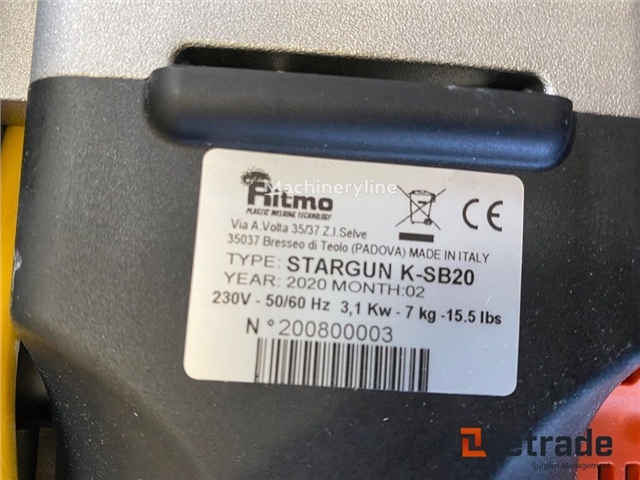 Ritmo
Machineryline
PLASTIC WELDING TECHNOLOGY
Via A.Volta 35/37 Z.I.Selve
35037 Bresseo di Teolo (PADOVA) MADE IN ITALY
CE
TYPE: STARGUN K-SB20
YEAR: 2020 MONTH:02
230V - 50/60 Hz 3,1 Kw - 7 kg -15.5 lbs
N° 200800003
retrade
Surplus Management